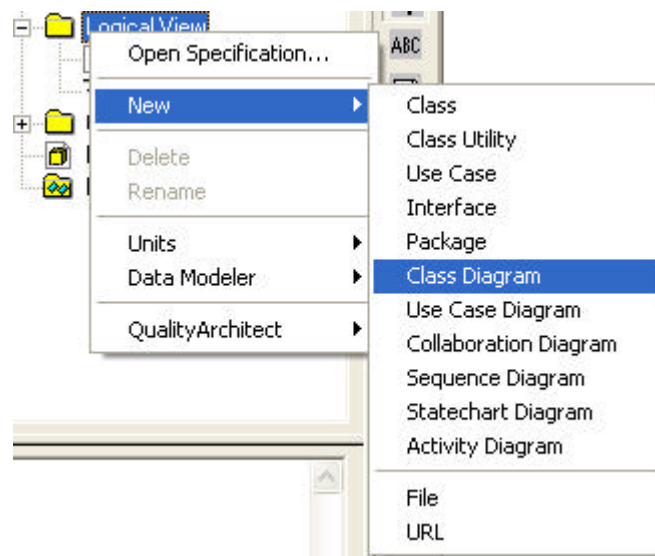 Logical View
ABC
Open Specification...
New
Delete
Rename
Units
Data Modeler
QualityArchitect
Class
Class Utility
Use Case
Interface
Package
Class Diagram
Use Case Diagram
Collaboration Diagram
Sequence Diagram
Statechart Diagram
Activity Diagram
File
URL